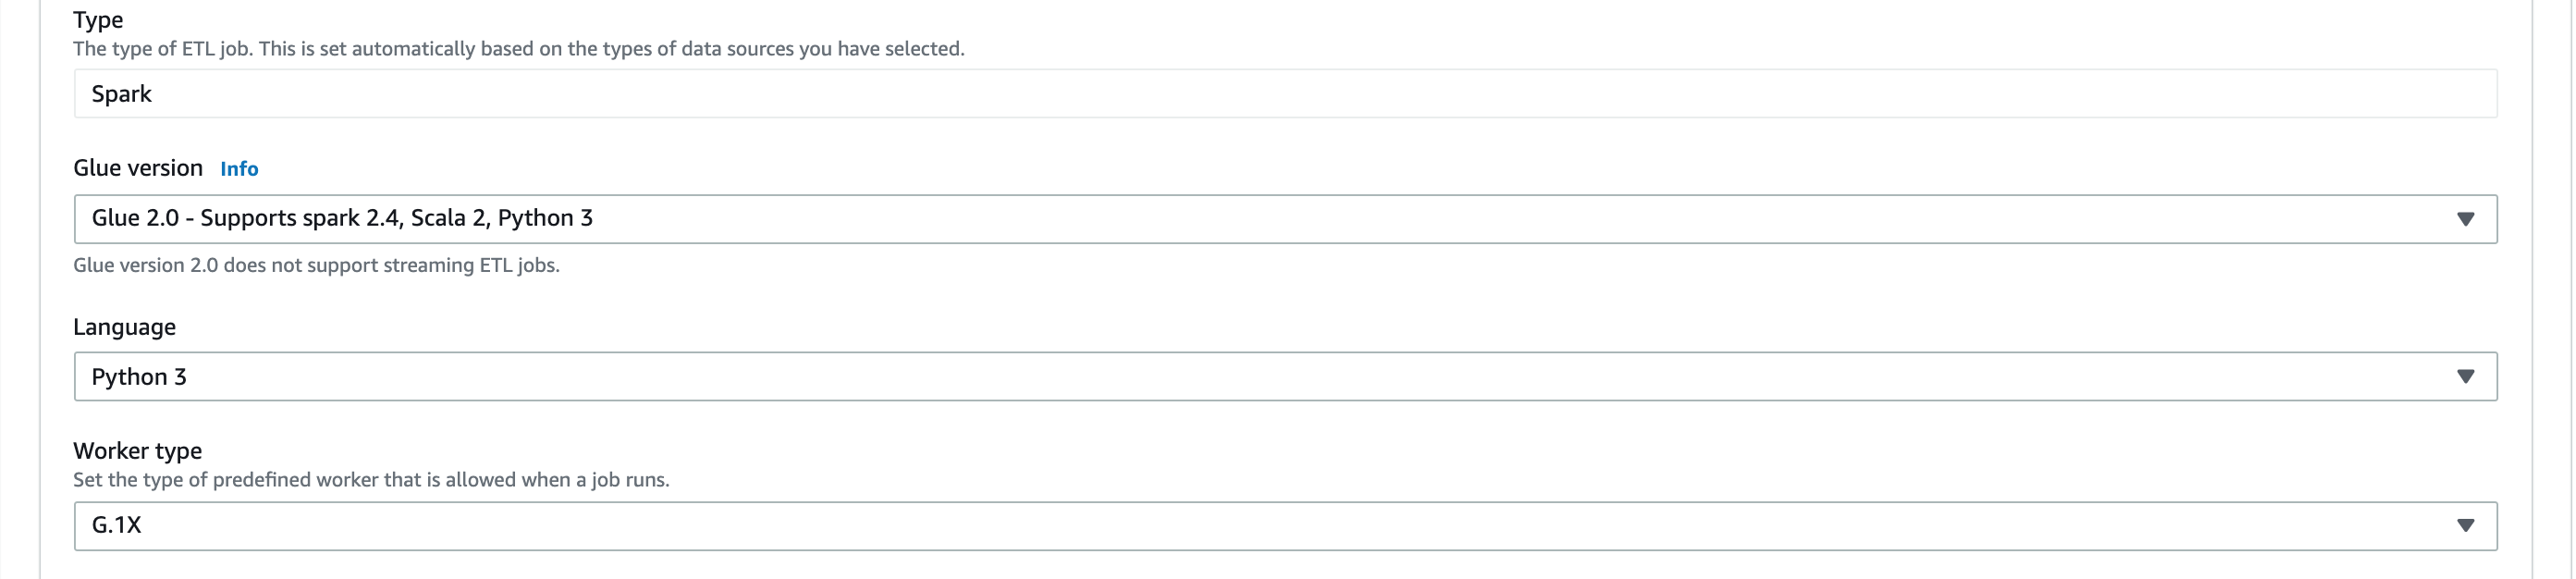 Type
The type of ETL job. This is set automatically based on the types of data sources you have selected.
Spark
Glue version Info
Glue 2.0 - Supports spark 2.4, Scala 2, Python 3
Glue version 2.0 does not support streaming ETL jobs.
Language
Python 3
Worker type
Set the type of predefined worker that is allowed when a job runs.
G.1X